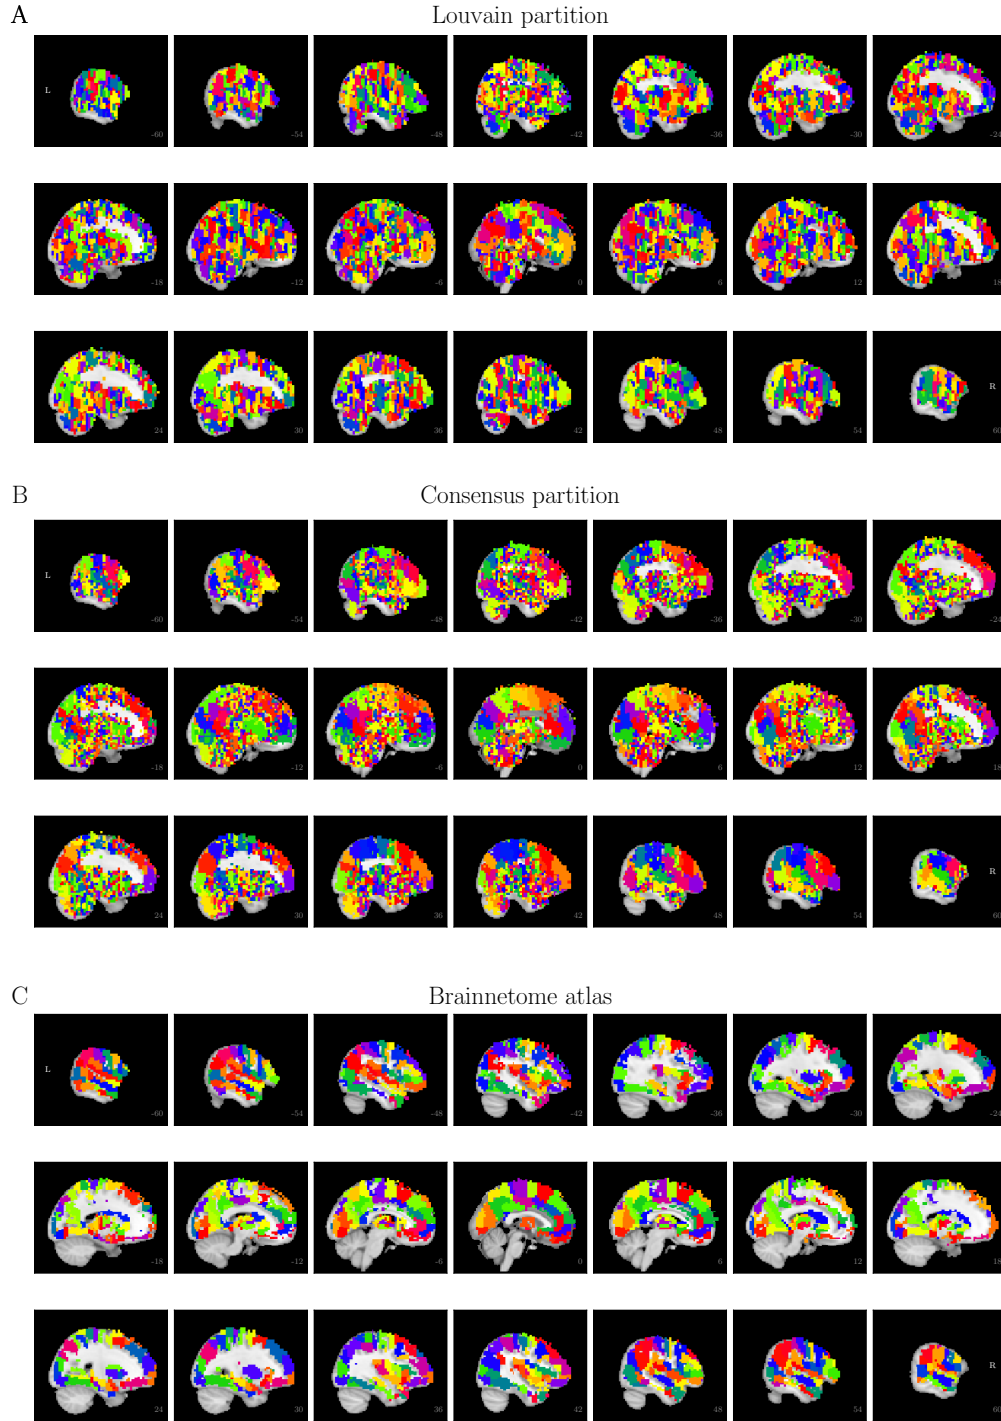 A
Louvain partition
L
-60 -54 -48 -42 -36 -30 -24
-18 -12 -6 0 6 12 18
R
24 30 36 42 48 54 60
B
Consensus partition
L
-60 -54 -48 -42 -36 -30 -24
-18 -12 -6 0 6 12 18
R
24 30 36 42 48 54 60
C
Brainnetome atlas
L
-60 -54 -48 -42 -36 -30 -24
-18 -12 -6 0 6 12 18
R
24 30 36 42 48 54 60